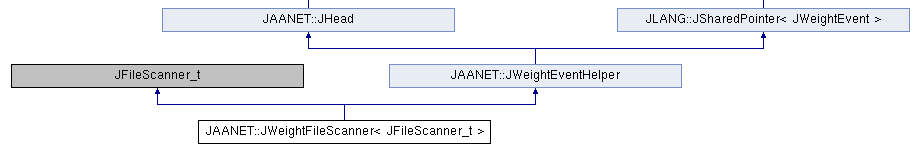 JAANET::JHead
JLANG::JSharedPointer< JWeightEvent >
JFileScanner_t
JAANET::JWeightEventHelper
JAANET::JWeightFileScanner< JFileScanner_t >